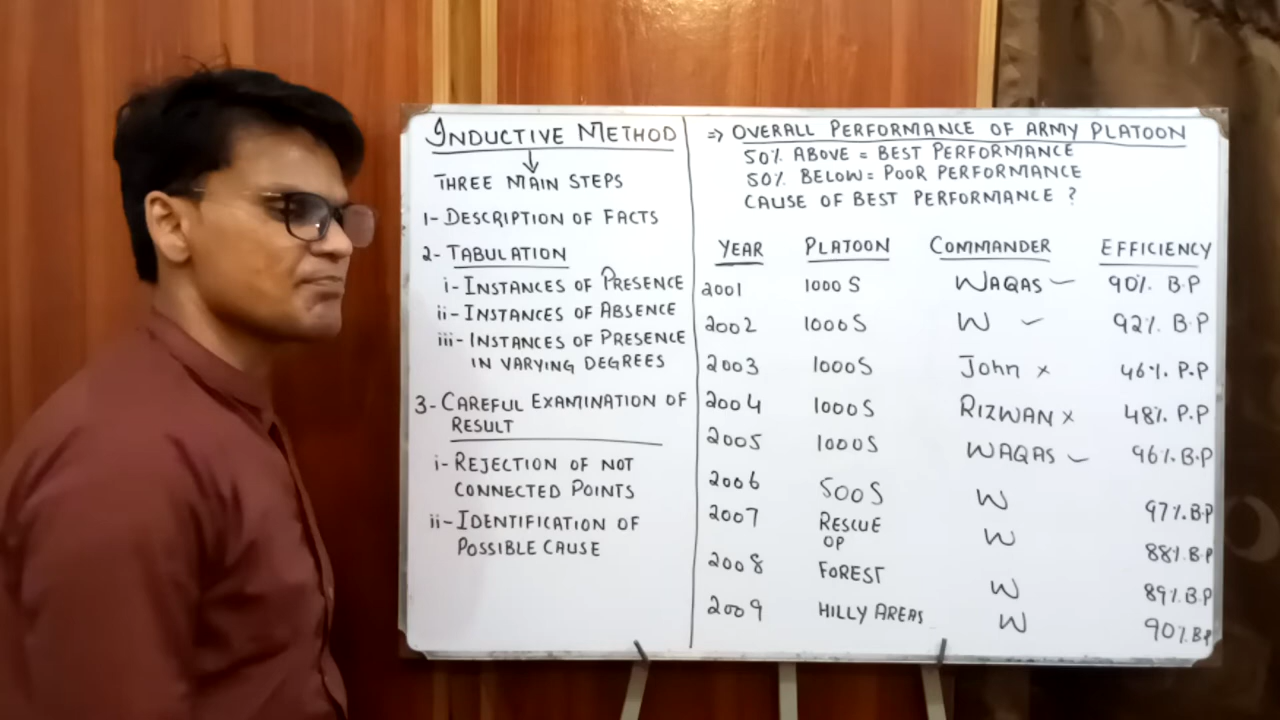 INDUCTIVE METHOD
↓
THREE MAIN STEPS
1- DESCRIPTION OF FACTS
2- TABULATION
i- INSTANCES OF PRESENCE
ii- INSTANCES OF ABSENCE
iii- INSTANCES OF PRESENCE
IN VARYING DEGREES
3- CAREFUL EXAMINATION OF
RESULT
i- REJECTION OF NOT
CONNECTED POINTS
ii- IDENTIFICATION OF
POSSIBLE CAUSE
⇒ OVERALL PERFORMANCE OF ARMY PLATOON
50% ABOVE = BEST PERFORMANCE
50% BELOW = POOR PERFORMANCE
CAUSE OF BEST PERFORMANCE ?
YEAR PLATOON COMMANDER EFFICIENCY
2001 1000 S WAQAS ✓ 90% B.P
2002 1000 S W ✓ 92% B.P
2003 1000 S John x 46% P.P
2004 1000 S RIZWAN x 48% P.P
2005 1000 S WAQAS ✓ 96% B.P
2006 500 S W 97% B.P
2007 RESCUE OP W 88% B.P
2008 FOREST W 89% B.P
2009 HILLY AREAS W 90% B.P